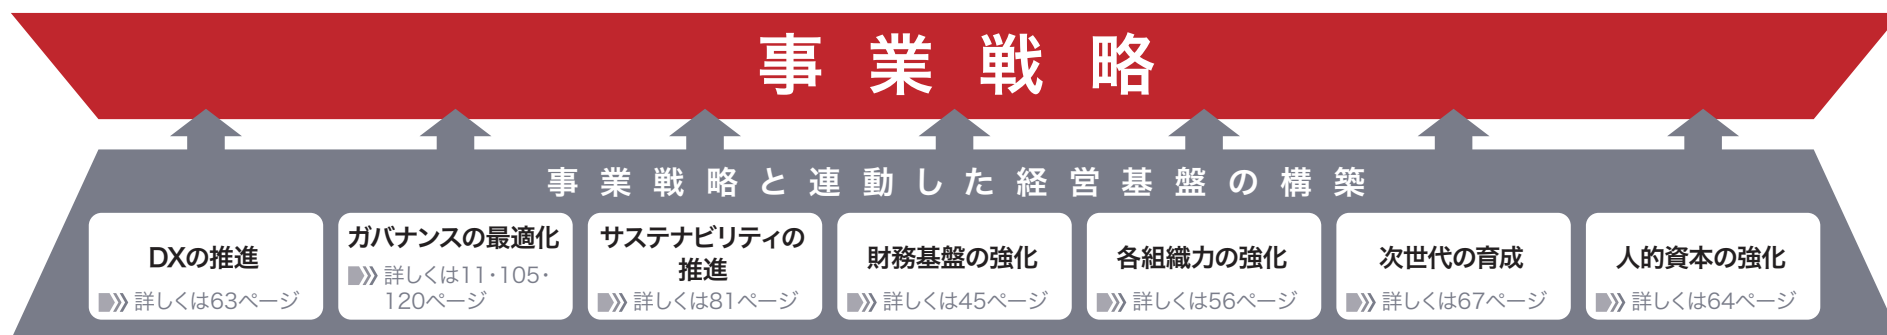 事業戦略
事業戦略と連動した経営基盤の構築
DXの推進
詳しくは63ページ
ガバナンスの最適化
詳しくは11・105・
120ページ
サステナビリティの
推進
詳しくは81ページ
財務基盤の強化
詳しくは45ページ
各組織力の強化
詳しくは56ページ
次世代の育成
詳しくは67ページ
人的資本の強化
詳しくは64ページ